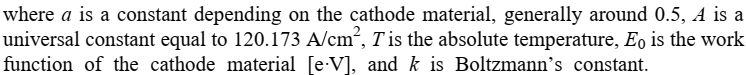 where a is a constant depending on the cathode material, generally around 0.5, A is a
universal constant equal to 120.173 A/cm², T is the absolute temperature, E₀ is the work
function of the cathode material [e·V], and k is Boltzmann’s constant.